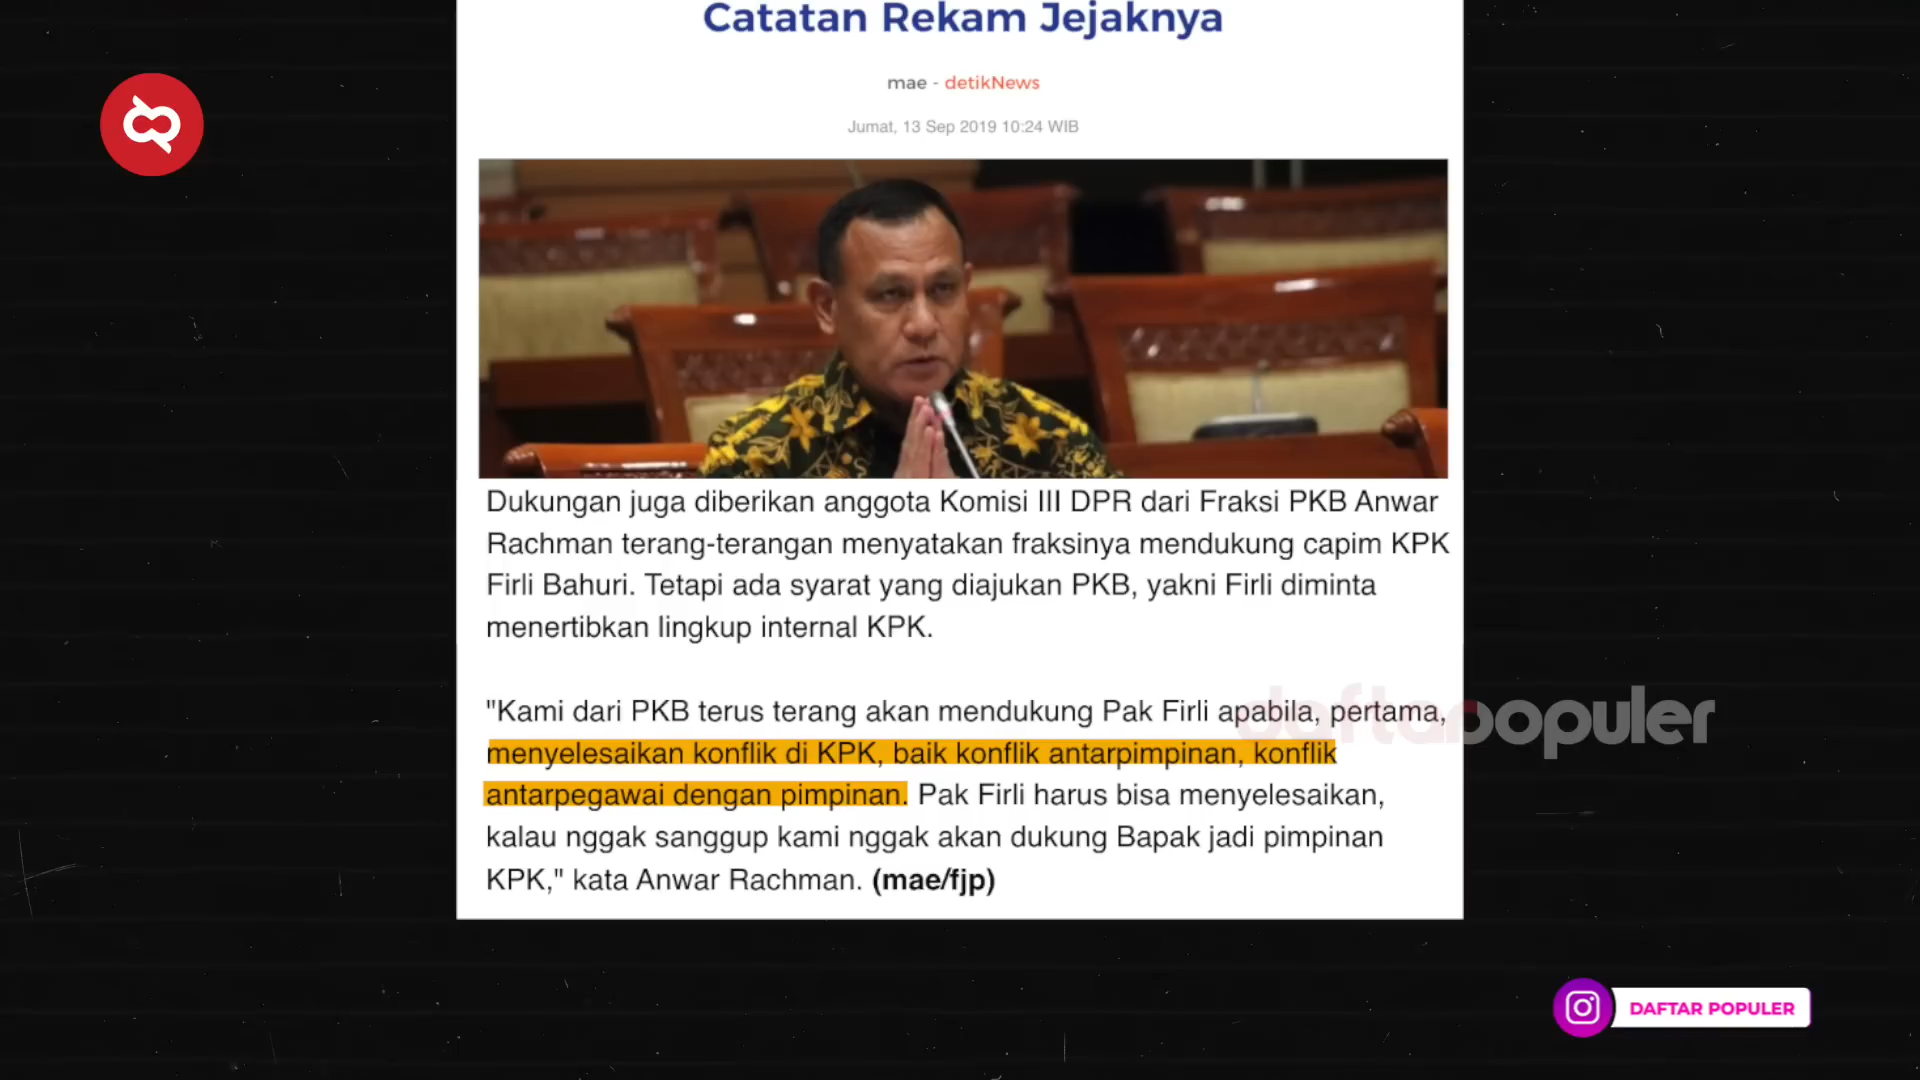 Catatan Rekam Jejaknya
mae - detikNews
Jumat, 13 Sep 2019 10:24 WIB
Dukungan juga diberikan anggota Komisi III DPR dari Fraksi PKB Anwar
Rachman terang-terangan menyatakan fraksinya mendukung capim KPK
Firli Bahuri. Tetapi ada syarat yang diajukan PKB, yakni Firli diminta
menertibkan lingkup internal KPK.
"Kami dari PKB terus terang akan mendukung Pak Firli apabila, pertama,
menyelesaikan konflik di KPK, baik konflik antarpimpinan, konflik
antarpegawai dengan pimpinan. Pak Firli harus bisa menyelesaikan,
kalau nggak sanggup kami nggak akan dukung Bapak jadi pimpinan
KPK," kata Anwar Rachman. (mae/fjp)
daftarpopuler
DAFTAR POPULER